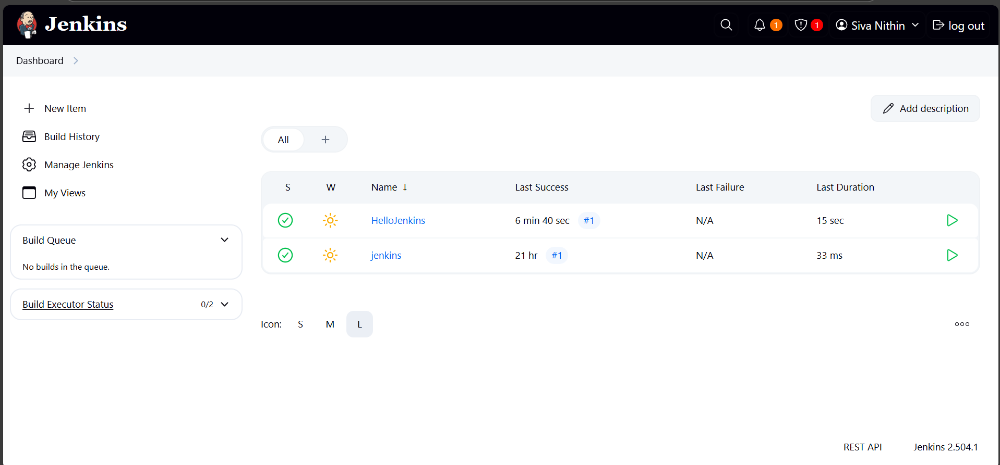 Jenkins
1
1
Siva Nithin
log out
Dashboard
New Item
Build History
Manage Jenkins
My Views
Build Queue
No builds in the queue.
Build Executor Status 0/2
Add description
All +
S W Name ↓ Last Success Last Failure Last Duration
HelloJenkins 6 min 40 sec #1 N/A 15 sec
jenkins 21 hr #1 N/A 33 ms
Icon: S M L
REST API Jenkins 2.504.1